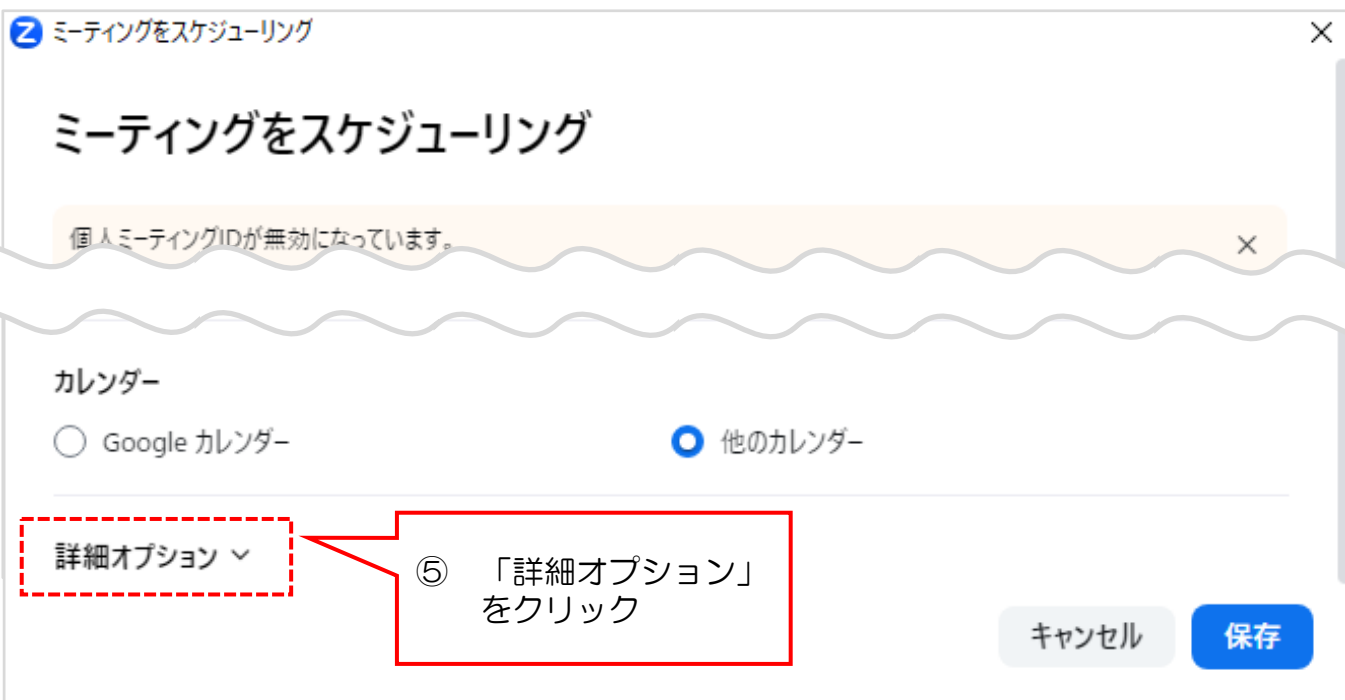 ミーティングをスケジューリング
ミーティングをスケジューリング
個人ミーティングIDが無効になっています。
カレンダー
Google カレンダー
他のカレンダー
詳細オプション
⑤ 「詳細オプション」
をクリック
キャンセル
保存